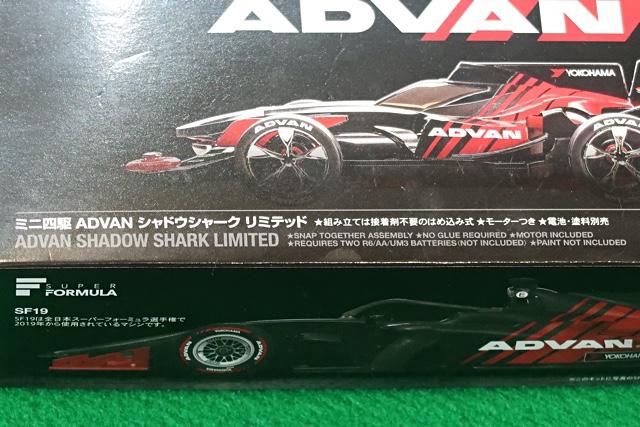 ADVAN
YOKOHAMA
ADVAN
ADVAN
ADVAN
ミニ四駆 ADVAN シャドウシャーク リミテッド ★組み立ては接着剤不要のはめ込み式 ★モーターつき ★電池・塗料別売
ADVAN SHADOW SHARK LIMITED ★SNAP TOGETHER ASSEMBLY ★NO GLUE REQUIRED ★MOTOR INCLUDED
★REQUIRES TWO R6/AA/UM3 BATTERIES (NOT INCLUDED) ★PAINT NOT INCLUDED
SUPER
FORMULA
SF19
SF19は全日本スーパーフォーミュラ選手権で
2019年から使用されているマシンです。
YOKOHAMA
ADVAN
ADVAN
YOKOHAMA